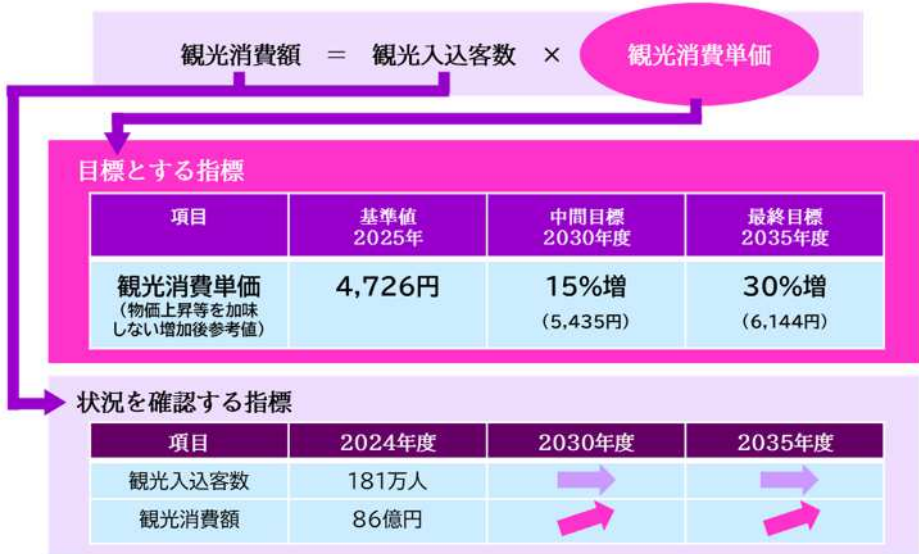 観光消費額 = 観光入込客数 × 観光消費単価
目標とする指標
項目 基準値 中間目標 最終目標
2025年 2030年度 2035年度
観光消費単価 4,726円 15%増 30%増
(物価上昇等を加味
しない増加後参考値) (5,435円) (6,144円)
状況を確認する指標
項目 2024年度 2030年度 2035年度
観光入込客数 181万人
観光消費額 86億円